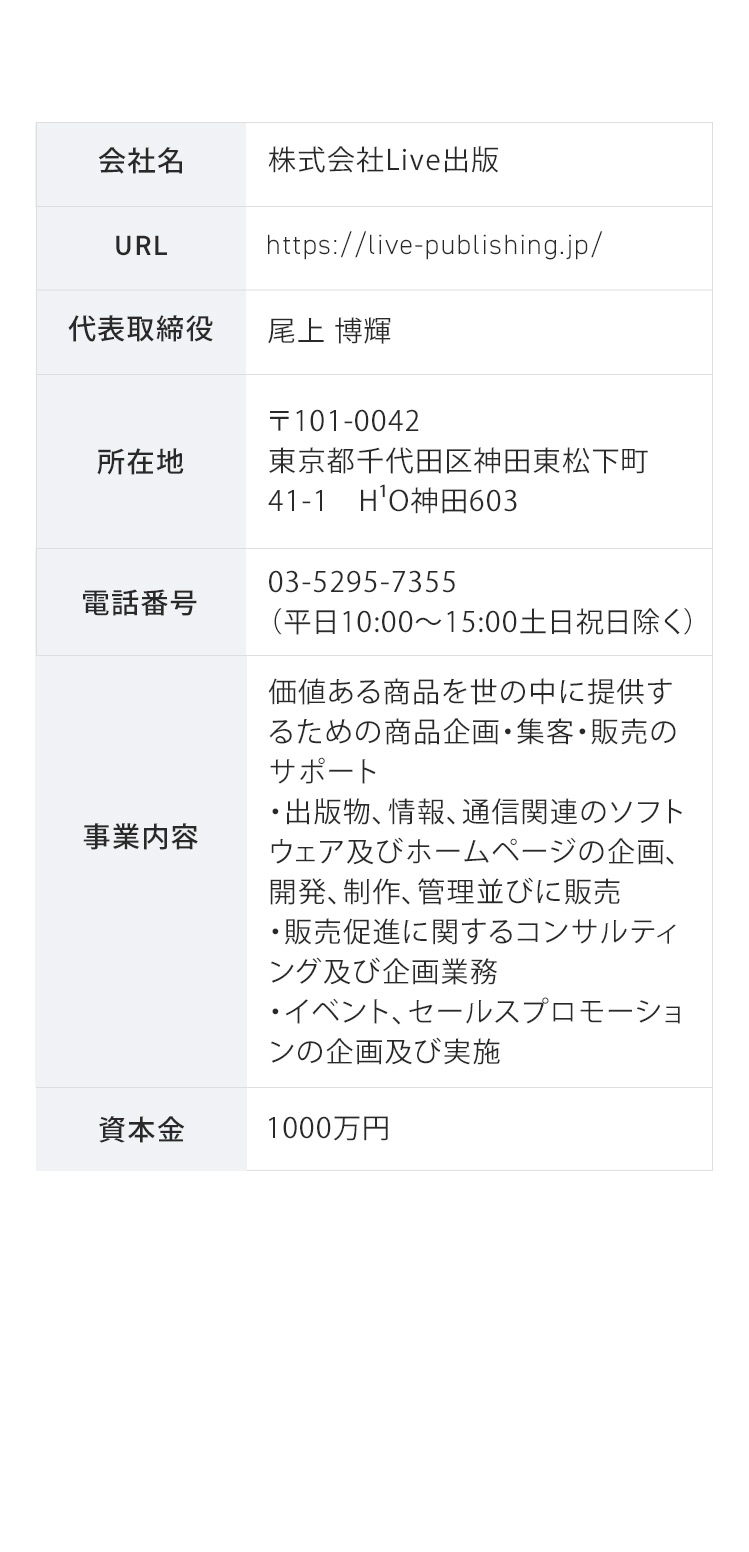 会社名
株式会社Live出版
URL
https://live-publishing.jp/
代表取締役
尾上 博輝
所在地
〒101-0042
東京都千代田区神田東松下町
41-1　H¹O神田603
電話番号
03-5295-7355
（平日10:00～15:00土日祝日除く）
事業内容
価値ある商品を世の中に提供す
るための商品企画・集客・販売の
サポート
・出版物、情報、通信関連のソフト
ウェア及びホームページの企画、
開発、制作、管理並びに販売
・販売促進に関するコンサルティ
ング及び企画業務
・イベント、セールスプロモーショ
ンの企画及び実施
資本金
1000万円